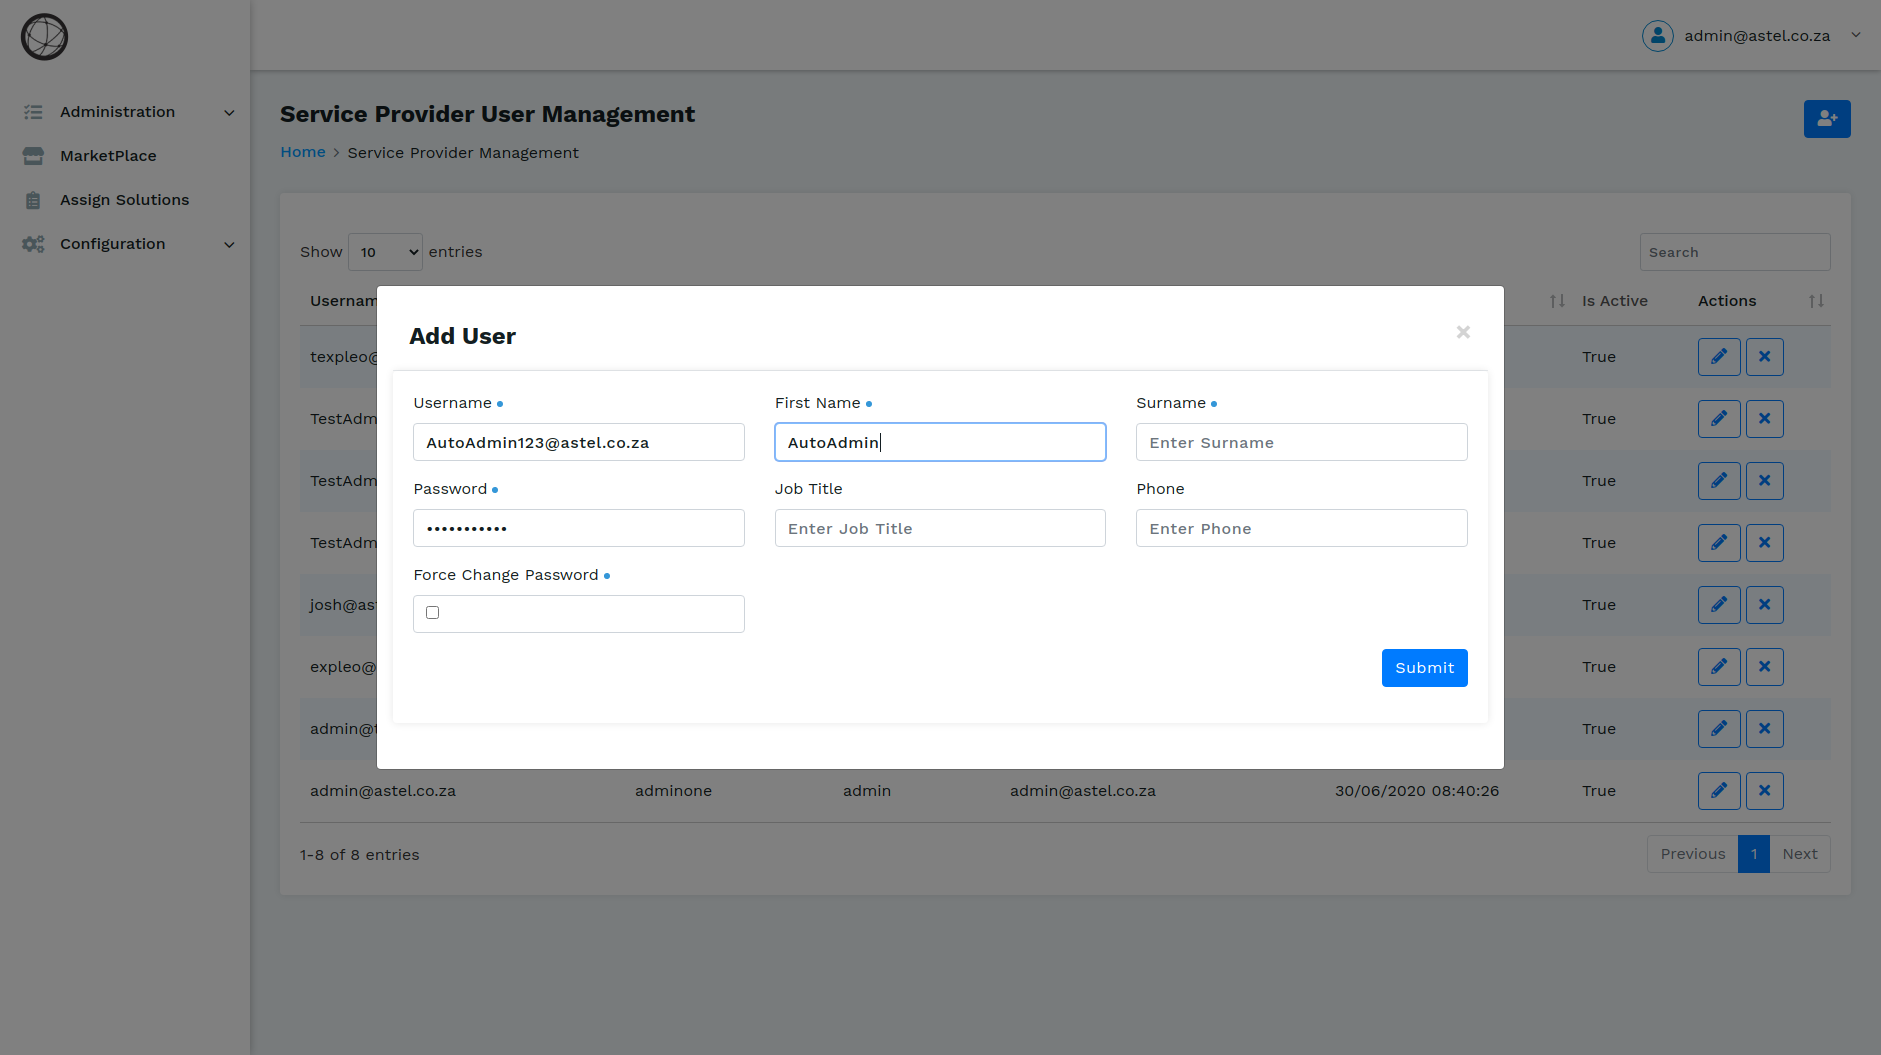 admin@astel.co.za
Administration
MarketPlace
Assign Solutions
Configuration
Service Provider User Management
Home > Service Provider Management
Show 10 entries
Search
Usernam
Is Active
Actions
Add User
×
Username
First Name
Surname
AutoAdmin123@astel.co.za
AutoAdmin
Enter Surname
Password
Job Title
Phone
•••••••••••
Enter Job Title
Enter Phone
Force Change Password
Submit
texpleo@
True
TestAdm
True
TestAdm
True
TestAdm
True
josh@ast
True
expleo@
True
admin@t
True
admin@astel.co.za adminone admin admin@astel.co.za 30/06/2020 08:40:26 True
1-8 of 8 entries
Previous 1 Next